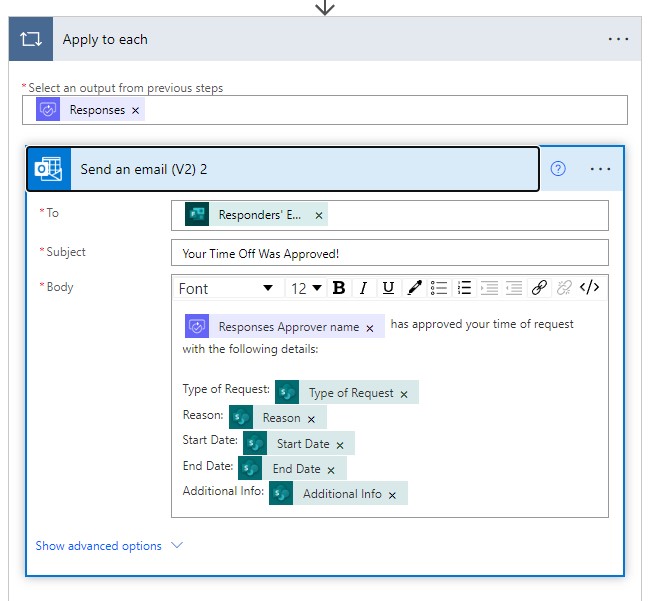 Apply to each
* Select an output from previous steps
Responses ×
Send an email (V2) 2
* To Responders' E... ×
* Subject Your Time Off Was Approved!
* Body Font 12 B I U </>
Responses Approver name × has approved your time of request
with the following details:
Type of Request: Type of Request ×
Reason: Reason ×
Start Date: Start Date ×
End Date: End Date ×
Additional Info: Additional Info ×
Show advanced options